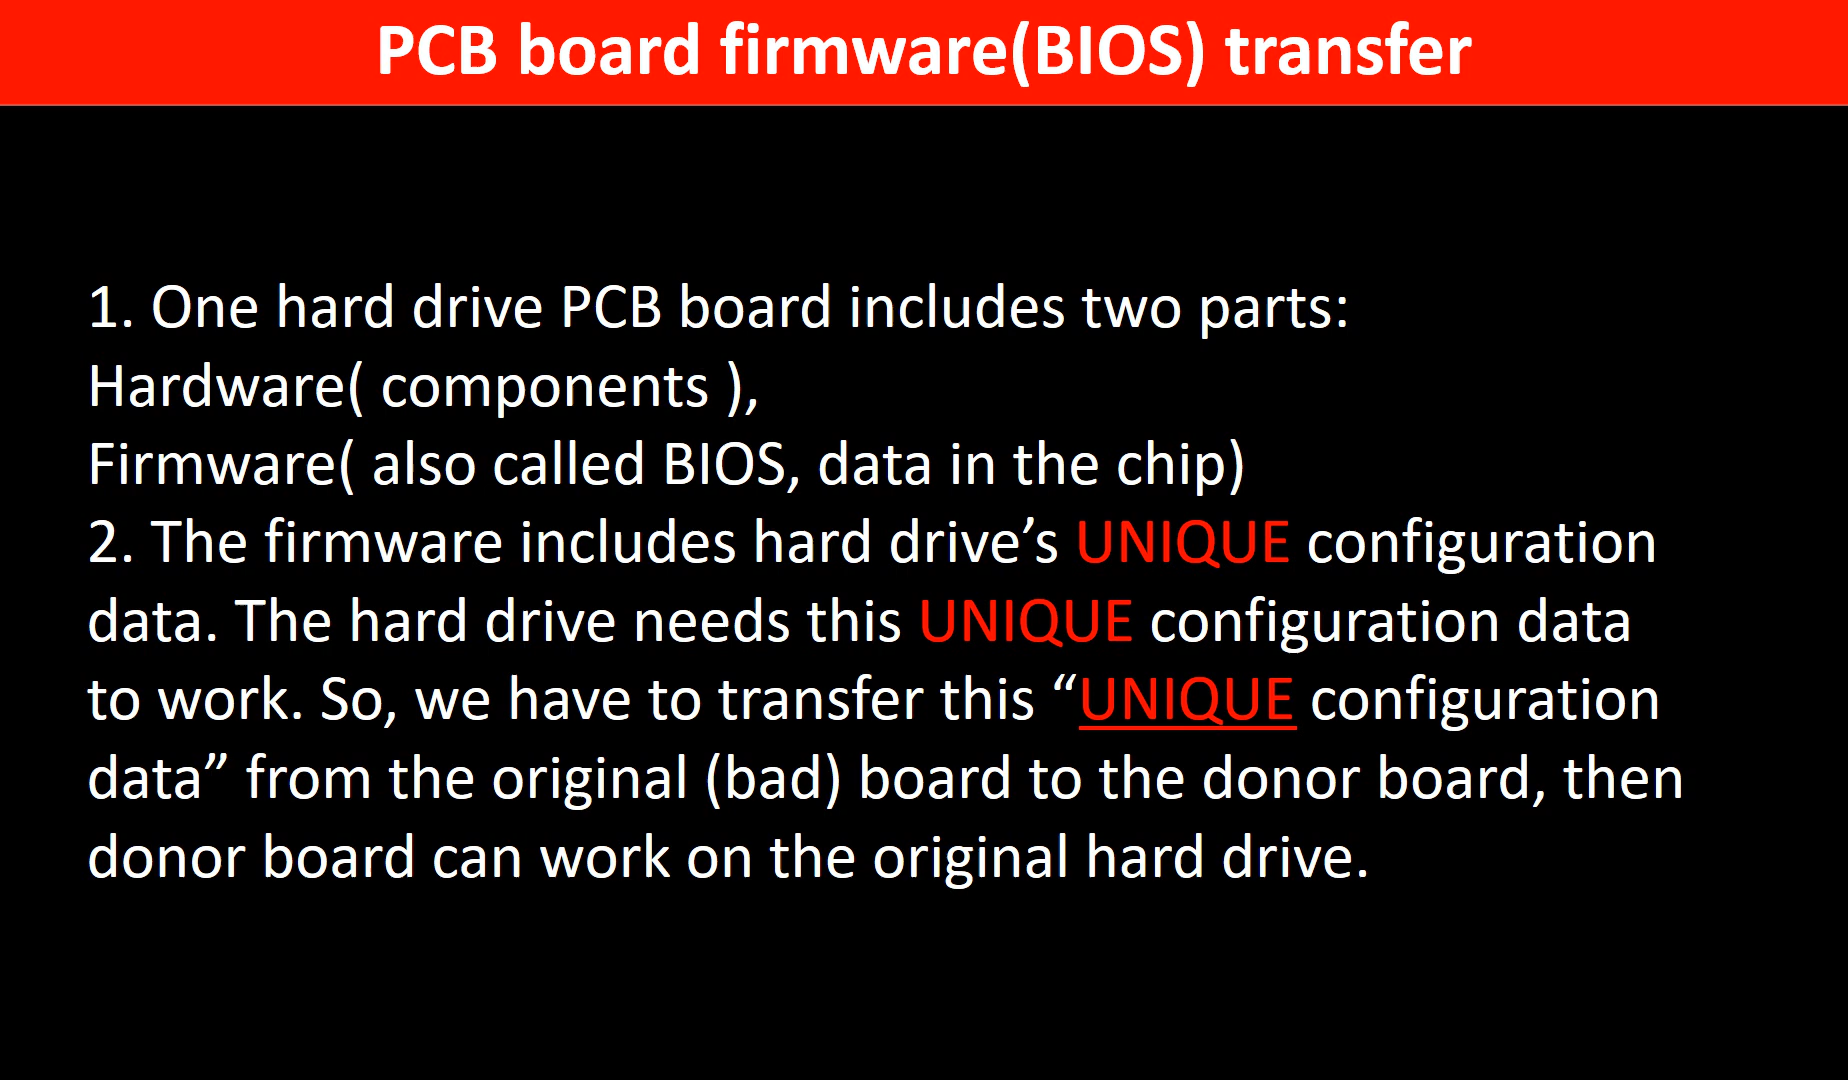 PCB board firmware(BIOS) transfer
1. One hard drive PCB board includes two parts:
Hardware( components ),
Firmware( also called BIOS, data in the chip)
2. The firmware includes hard drive’s UNIQUE configuration
data. The hard drive needs this UNIQUE configuration data
to work. So, we have to transfer this “UNIQUE configuration
data” from the original (bad) board to the donor board, then
donor board can work on the original hard drive.